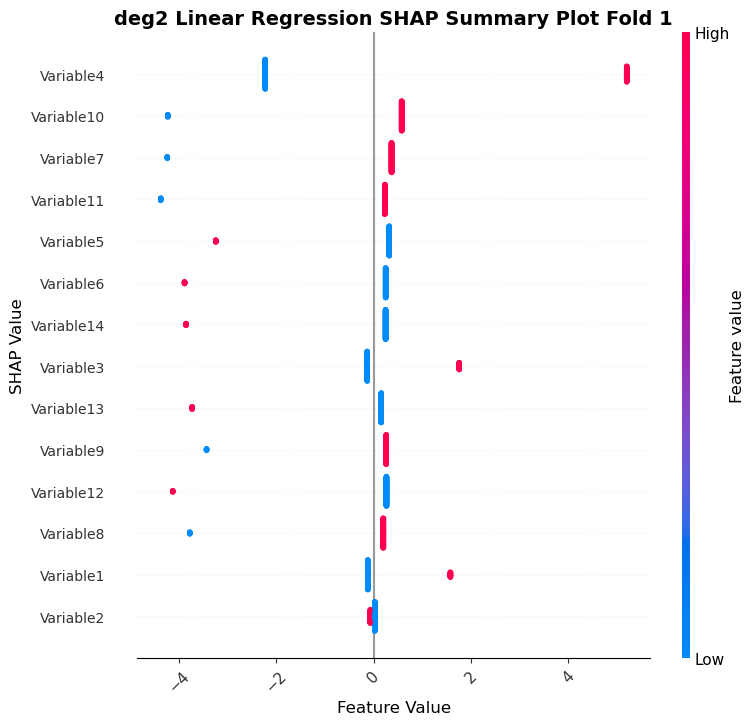 deg2 Linear Regression SHAP Summary Plot Fold 1
High
Variable4
Variable10
Variable7
Variable11
Variable5
Variable6
Variable14
Variable3
Variable13
Variable9
Variable12
Variable8
Variable1
Variable2
SHAP Value
Feature value
Low
−4
−2
0
2
4
Feature Value